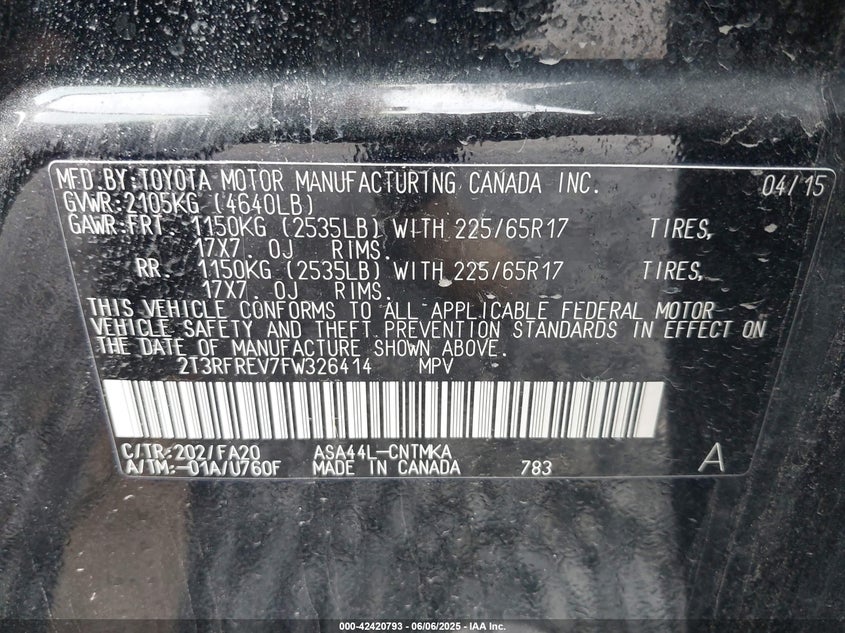 MFD.BY:TOYOTA MOTOR MANUFACTURING CANADA INC. 04/15
GVWR:2105KG (4640LB)
GAWR:FRT 1150KG (2535LB) WITH 225/65R17 TIRES,
17X7.0J RIMS.
RR 1150KG (2535LB) WITH 225/65R17 TIRES,
17X7.0J RIMS.
THIS VEHICLE CONFORMS TO ALL APPLICABLE FEDERAL MOTOR
VEHICLE SAFETY AND THEFT PREVENTION STANDARDS IN EFFECT ON
THE DATE OF MANUFACTURE SHOWN ABOVE.
2T3RFREV7FW326414 MPV
C/TR:202/FA20 ASA44L-CNTMKA
A/TM:-01A/U760F MADE IN CANADA 783 A
000-42420793 - 06/06/2025 - IAA Inc.